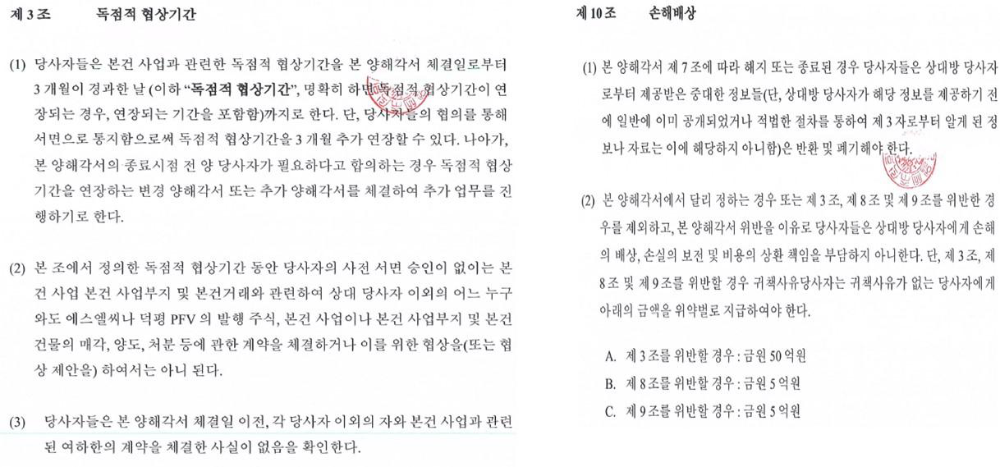 제 3 조 독점적 협상기간
(1) 당사자들은 본건 사업과 관련한 독점적 협상기간을 본 양해각서 체결일로부터
3 개월이 경과한 날 (이하 “독점적 협상기간”, 명확히 하면 독점적 협상기간이 연
장되는 경우, 연장되는 기간을 포함함)까지로 한다. 단, 당사자들의 협의를 통해
서면으로 통지함으로써 독점적 협상기간을 3 개월 추가 연장할 수 있다. 나아가,
본 양해각서의 종료시점 전 양 당사자가 필요하다고 합의하는 경우 독점적 협상
기간을 연장하는 변경 양해각서 또는 추가 양해각서를 체결하여 추가 업무를 진
행하기로 한다.
(2) 본 조에서 정의한 독점적 협상기간 동안 당사자의 사전 서면 승인이 없이는 본
건 사업 본건 사업부지 및 본건거래와 관련하여 상대 당사자 이외의 어느 누구
와도 에스엘씨나 덕평 PFV 의 발행 주식, 본건 사업이나 본건 사업부지 및 본건
건물의 매각, 양도, 처분 등에 관한 계약을 체결하거나 이를 위한 협상을(또는 협
상 제안을) 하여서는 아니 된다.
(3) 당사자들은 본 양해각서 체결일 이전, 각 당사자 이외의 자와 본건 사업과 관련
된 여하한의 계약을 체결한 사실이 없음을 확인한다.
제 10 조 손해배상
(1) 본 양해각서 제 7 조에 따라 해지 또는 종료된 경우 당사자들은 상대방 당사자
로부터 제공받은 중대한 정보들(단, 상대방 당사자가 해당 정보를 제공하기 전
에 일반에 이미 공개되었거나 적법한 절차를 통하여 제 3 자로부터 알게 된 정
보나 자료는 이에 해당하지 아니함)은 반환 및 폐기해야 한다.
(2) 본 양해각서에서 달리 정하는 경우 또는 제 3 조, 제 8 조 및 제 9 조를 위반한 경
우를 제외하고, 본 양해각서 위반을 이유로 당사자들은 상대방 당사자에게 손해
의 배상, 손실의 보전 및 비용의 상환 책임을 부담하지 아니한다. 단, 제 3 조, 제
8 조 및 제 9 조를 위반할 경우 귀책사유당사자는 귀책사유가 없는 당사자에게
아래의 금액을 위약벌로 지급하여야 한다.
A. 제 3 조를 위반할 경우 : 금원 50 억원
B. 제 8 조를 위반할 경우 : 금원 5 억원
C. 제 9 조를 위반할 경우 : 금원 5 억원